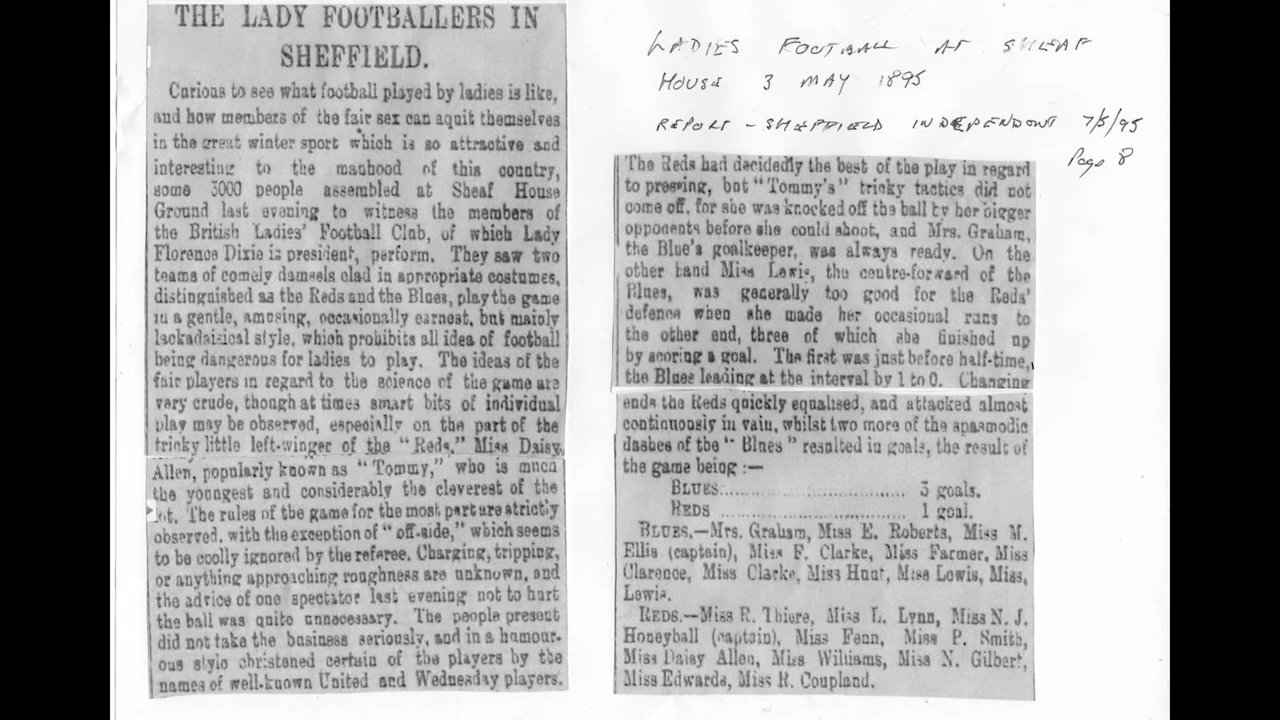 THE LADY FOOTBALLERS IN
SHEFFIELD.
Curious to see what football played by ladies is like,
and how members of the fair sex can aquit themselves
in the great winter sport which is so attractive and
interesting to the manhood of this country,
some 3000 people assembled at Sheaf House
Ground last evening to witness the members of
the British Ladies' Football Club, of which Lady
Florence Dixie is president, perform. They saw two
teams of comely damsels clad in appropriate costumes,
distinguished as the Reds and the Blues, play the game
in a gentle, amusing, occasionally earnest, but mainly
lackadaisical style, which prohibits all idea of football
being dangerous for ladies to play. The ideas of the
fair players in regard to the science of the game are
very crude, though at times smart bits of individual
play may be observed, especially on the part of the
tricky little left-winger of the "Reds," Miss Daisy
Allen, popularly known as "Tommy," who is much
the youngest and considerably the cleverest of the
lot. The rules of the game for the most part are strictly
observed, with the exception of "off-side," which seems
to be coolly ignored by the referee. Charging, tripping,
or anything approaching roughness are unknown, and
the advice of one spectator last evening not to hurt
the ball was quite unnecessary. The people present
did not take the business seriously, and in a humour-
ous style christened certain of the players by the
names of well-known United and Wednesday players.
LADIES FOOTBALL AT SHEAF
HOUSE 3 MAY 1895
REPORT - SHEFFIELD INDEPENDENT 7/5/95
Page 8
The Reds had decidedly the best of the play in regard
to pressing, but "Tommy's" tricky tactics did not
come off, for she was knocked off the ball by her bigger
opponents before she could shoot, and Mrs. Graham,
the Blue's goalkeeper, was always ready. On the
other hand Miss Lewis, the centre-forward of the
Blues, was generally too good for the Reds'
defence when she made her occasional runs to
the other end, three of which she finished up
by scoring a goal. The first was just before half-time,
the Blues leading at the interval by 1 to 0. Changing
ends the Reds quickly equalised, and attacked almost
continuously in vain, whilst two more of the spasmodic
dashes of the "Blues" resulted in goals, the result of
the game being:—
BLUES.............................. 3 goals.
REDS .............................. 1 goal.
BLUES.—Mrs. Graham, Miss E. Roberts, Miss M.
Ellis (captain), Miss F. Clarke, Miss Farmer, Miss
Clarence, Miss Clarke, Miss Hunt, Miss Lewis, Miss,
Lewis.
REDS.—Miss R. Thiere, Miss L. Lynn, Miss N. J.
Honeyball (captain), Miss Fenn, Miss P. Smith,
Miss Daisy Allen, Miss Williams, Miss N. Gilbert,
Miss Edwards, Miss R. Coupland.